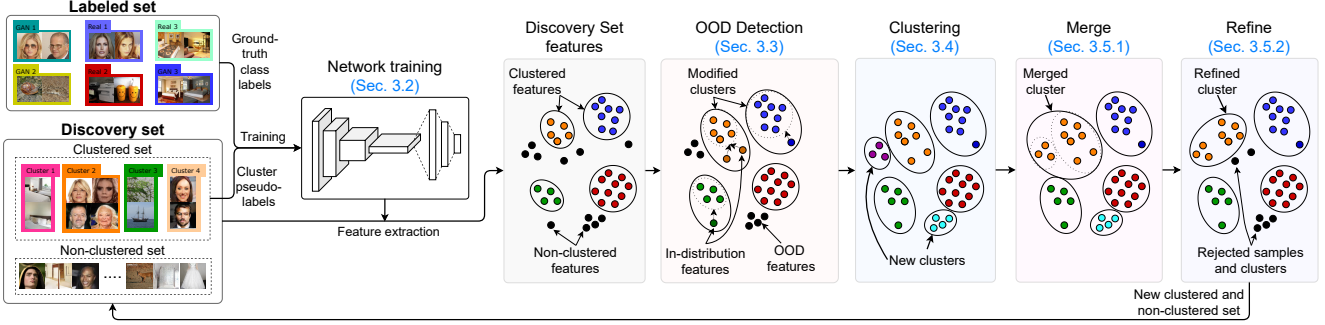 Labeled set
GAN 1
Real 1
Real 3
GAN 2
Real 2
GAN 3
Discovery set
Clustered set
Cluster 1
Cluster 2
Cluster 3
Cluster 4
Non-clustered set
....
Ground-
truth
class
labels
Training
Cluster
pseudo-
labels
Network training
(Sec. 3.2)
Feature extraction
Discovery Set
features
Clustered
features
Non-clustered
features
OOD Detection
(Sec. 3.3)
Modified
clusters
In-distribution
features
OOD
features
Clustering
(Sec. 3.4)
New clusters
Merge
(Sec. 3.5.1)
Merged
cluster
Refine
(Sec. 3.5.2)
Refined
cluster
Rejected samples
and clusters
New clustered and
non-clustered set